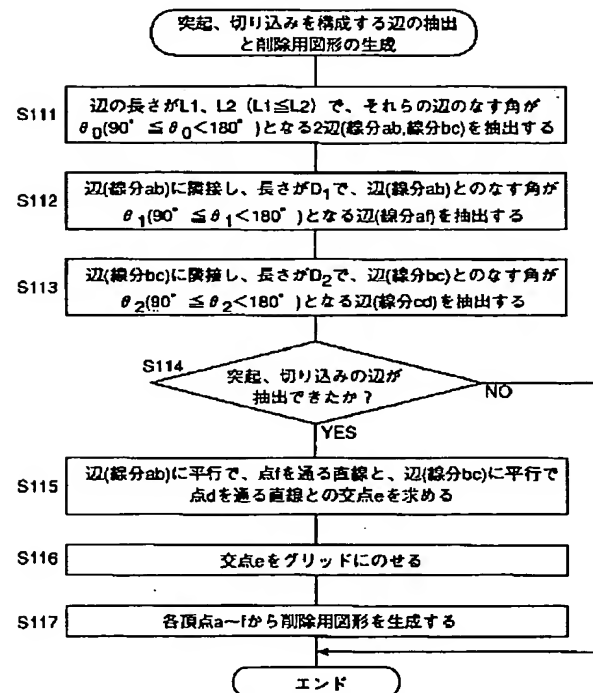 突起、切り込みを構成する辺の抽出
と削除用図形の生成
S111
辺の長さがL1、L2（L1≦L2）で、それらの辺のなす角が
θ0(90°≦θ0<180°)となる2辺(線分ab,線分bc)を抽出する
S112
辺(線分ab)に隣接し、長さがD1で、辺(線分ab)とのなす角が
θ1(90°≦θ1<180°)となる辺(線分af)を抽出する
S113
辺(線分bc)に隣接し、長さがD2で、辺(線分bc)とのなす角が
θ2(90°≦θ2<180°)となる辺(線分cd)を抽出する
S114
突起、切り込みの辺が
抽出できたか？
NO
YES
S115
辺(線分ab)に平行で、点fを通る直線と、辺(線分bc)に平行で
点dを通る直線との交点eを求める
S116
交点eをグリッドにのせる
S117
各頂点a～fから削除用図形を生成する
エンド